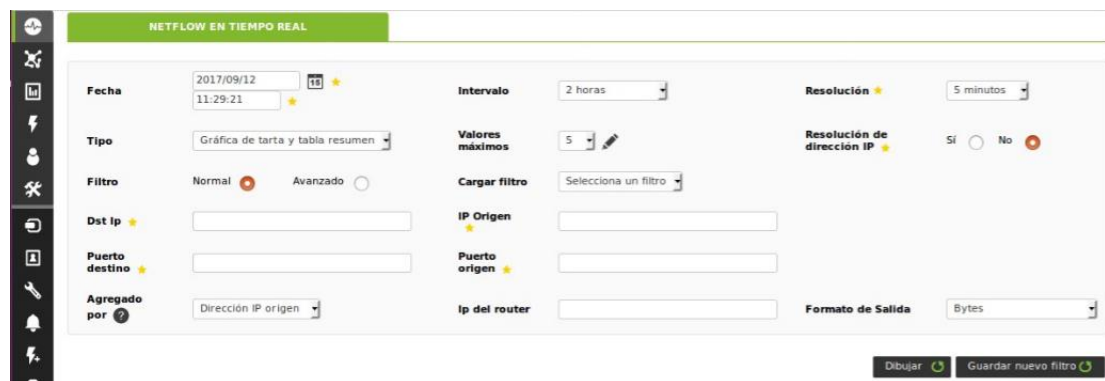 NETFLOW EN TIEMPO REAL
Fecha
2017/09/12
11:29:21
Intervalo
2 horas
Resolución
5 minutos
Tipo
Gráfica de tarta y tabla resumen
Valores
máximos
5
Resolución de
dirección IP
Sí
No
Filtro
Normal
Avanzado
Cargar filtro
Selecciona un filtro
Dst Ip
IP Origen
Puerto
destino
Puerto
origen
Agregado
por ?
Dirección IP origen
Ip del router
Formato de Salida
Bytes
Dibujar
Guardar nuevo filtro